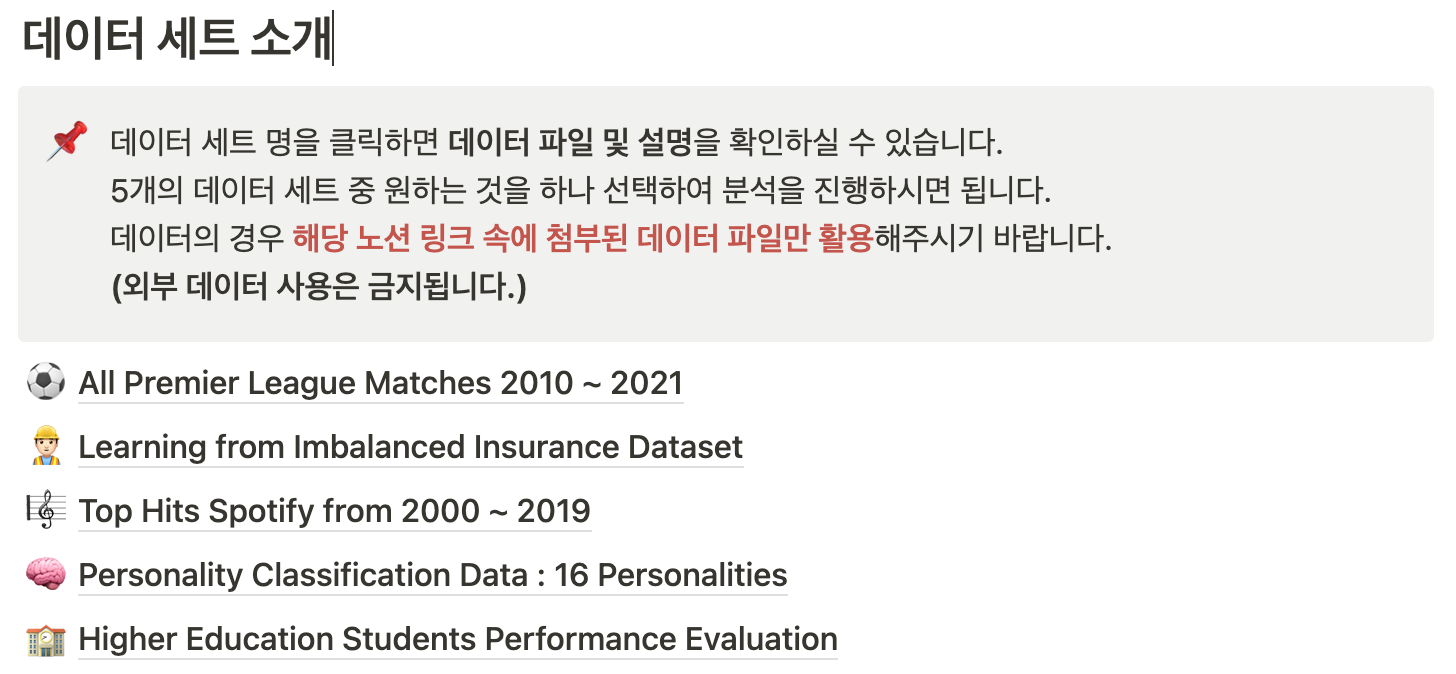 데이터 세트 소개
데이터 세트 명을 클릭하면 데이터 파일 및 설명을 확인하실 수 있습니다.
5개의 데이터 세트 중 원하는 것을 하나 선택하여 분석을 진행하시면 됩니다.
데이터의 경우 해당 노션 링크 속에 첨부된 데이터 파일만 활용해주시기 바랍니다.
(외부 데이터 사용은 금지됩니다.)
All Premier League Matches 2010 ~ 2021
Learning from Imbalanced Insurance Dataset
Top Hits Spotify from 2000 ~ 2019
Personality Classification Data : 16 Personalities
Higher Education Students Performance Evaluation